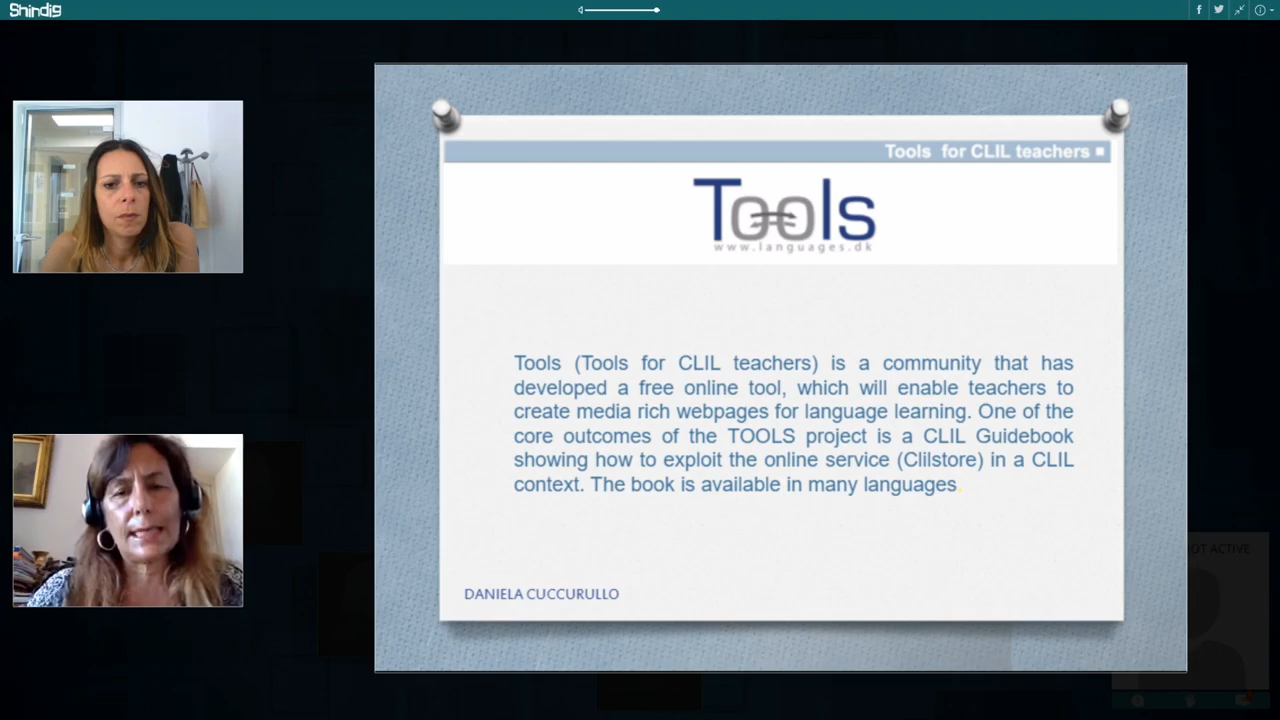 Shindig
Tools for CLIL teachers
Tools
www.languages.dk
Tools (Tools for CLIL teachers) is a community that has
developed a free online tool, which will enable teachers to
create media rich webpages for language learning. One of the
core outcomes of the TOOLS project is a CLIL Guidebook
showing how to exploit the online service (Clilstore) in a CLIL
context. The book is available in many languages.
DANIELA CUCCURULLO
OT ACTIVE